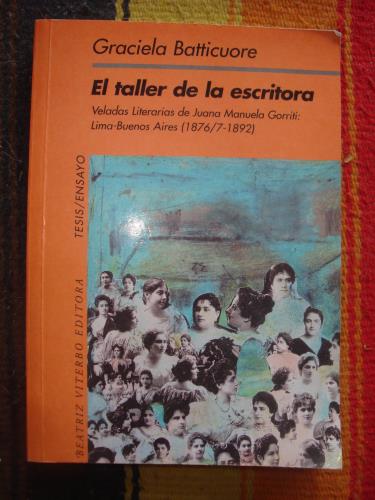 Graciela Batticuore
El taller de la escritora
Veladas Literarias de Juana Manuela Gorriti:
Lima-Buenos Aires (1876/7-1892)
BEATRIZ VITERBO EDITORA
TESIS/ENSAYO